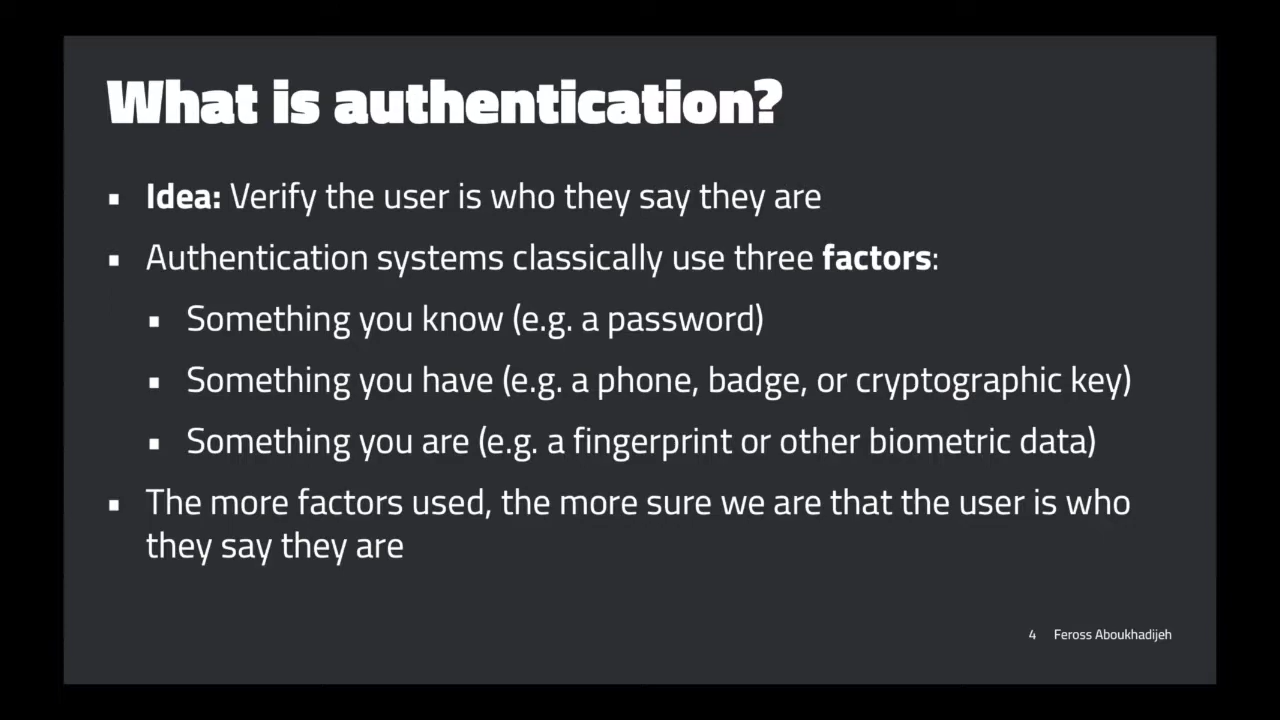 What is authentication?
▪ Idea: Verify the user is who they say they are
▪ Authentication systems classically use three factors:
▪ Something you know (e.g. a password)
▪ Something you have (e.g. a phone, badge, or cryptographic key)
▪ Something you are (e.g. a fingerprint or other biometric data)
▪ The more factors used, the more sure we are that the user is who
they say they are
4 Feross Aboukhadijeh